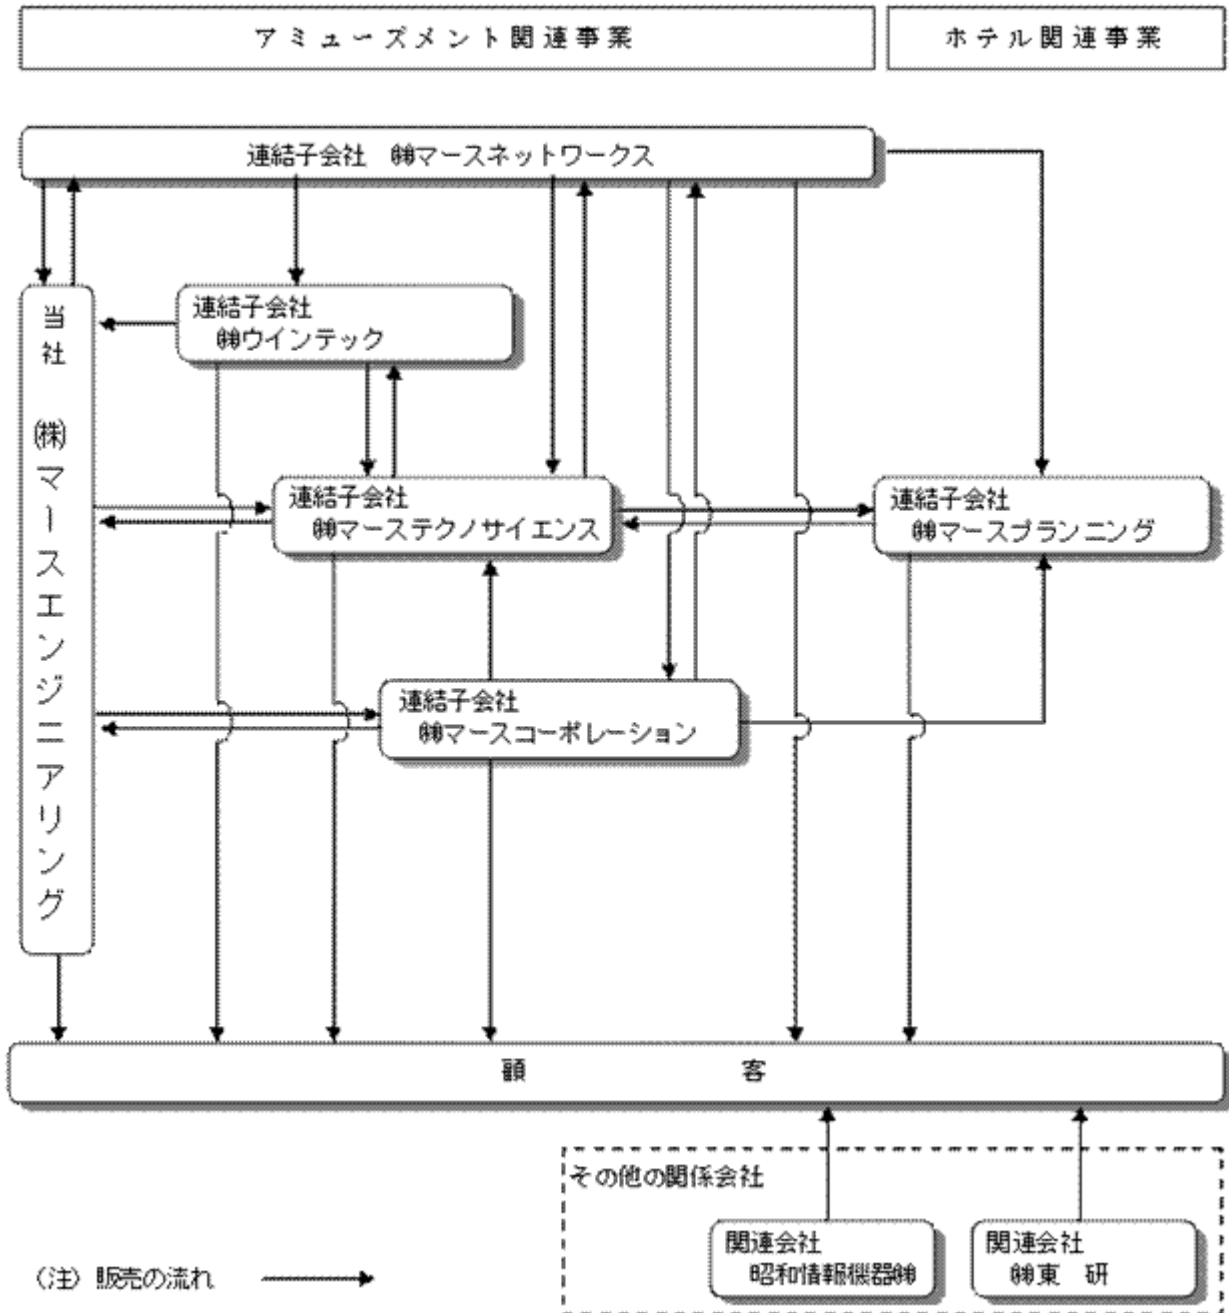 アミューズメント関連事業
ホテル関連事業
連結子会社 ㈱マースネットワークス
連結子会社
㈱ウインテック
当社 ㈱マースエンジニアリング
連結子会社
㈱マーステクノサイエンス
連結子会社
㈱マースプランニング
連結子会社
㈱マースコーポレーション
顧客
その他の関係会社
関連会社
昭和情報機器㈱
関連会社
㈱東 研
(注) 販売の流れ